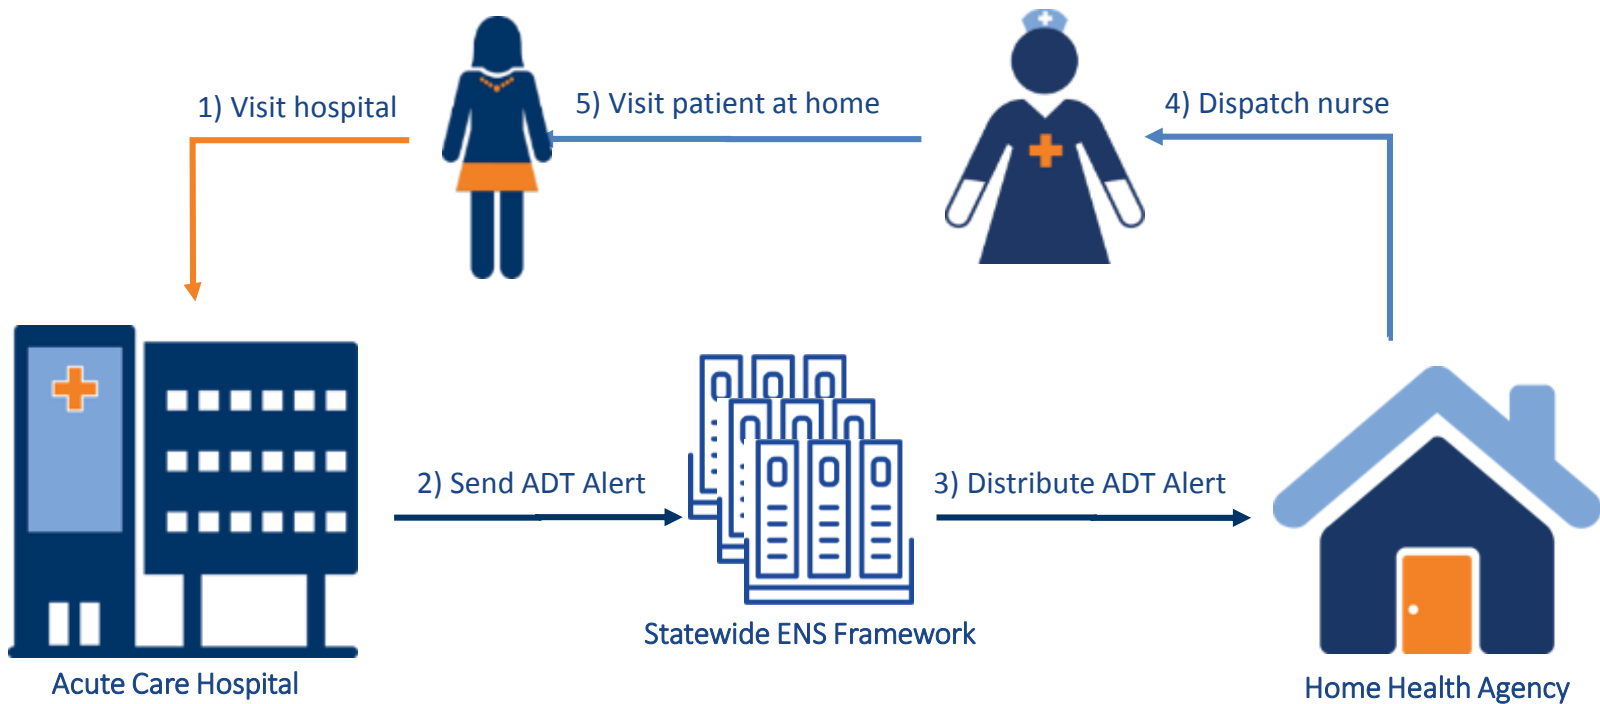 1) Visit hospital
5) Visit patient at home
4) Dispatch nurse
2) Send ADT Alert
3) Distribute ADT Alert
Statewide ENS Framework
Acute Care Hospital
Home Health Agency